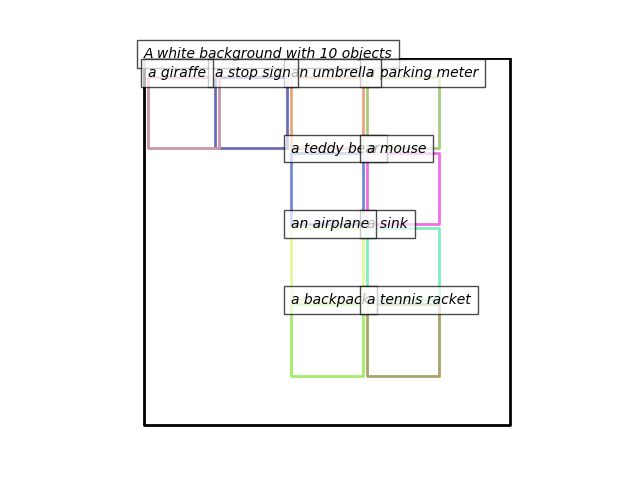 A white background with 10 objects
a giraffe
a stop sign
an umbrella
a parking meter
a teddy bear
a mouse
an airplane
a sink
a backpack
a tennis racket